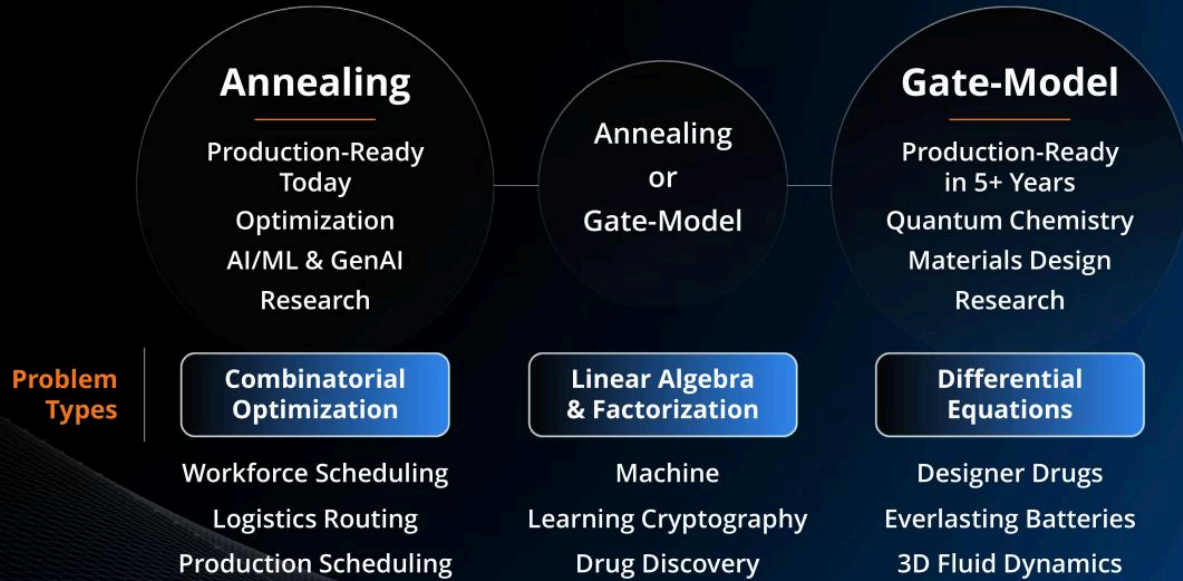 Annealing
Production-Ready
Today
Optimization
AI/ML & GenAI
Research
Annealing
or
Gate-Model
Gate-Model
Production-Ready
in 5+ Years
Quantum Chemistry
Materials Design
Research
Problem
Types
Combinatorial
Optimization
Workforce Scheduling
Logistics Routing
Production Scheduling
Linear Algebra
& Factorization
Machine
Learning Cryptography
Drug Discovery
Differential
Equations
Designer Drugs
Everlasting Batteries
3D Fluid Dynamics